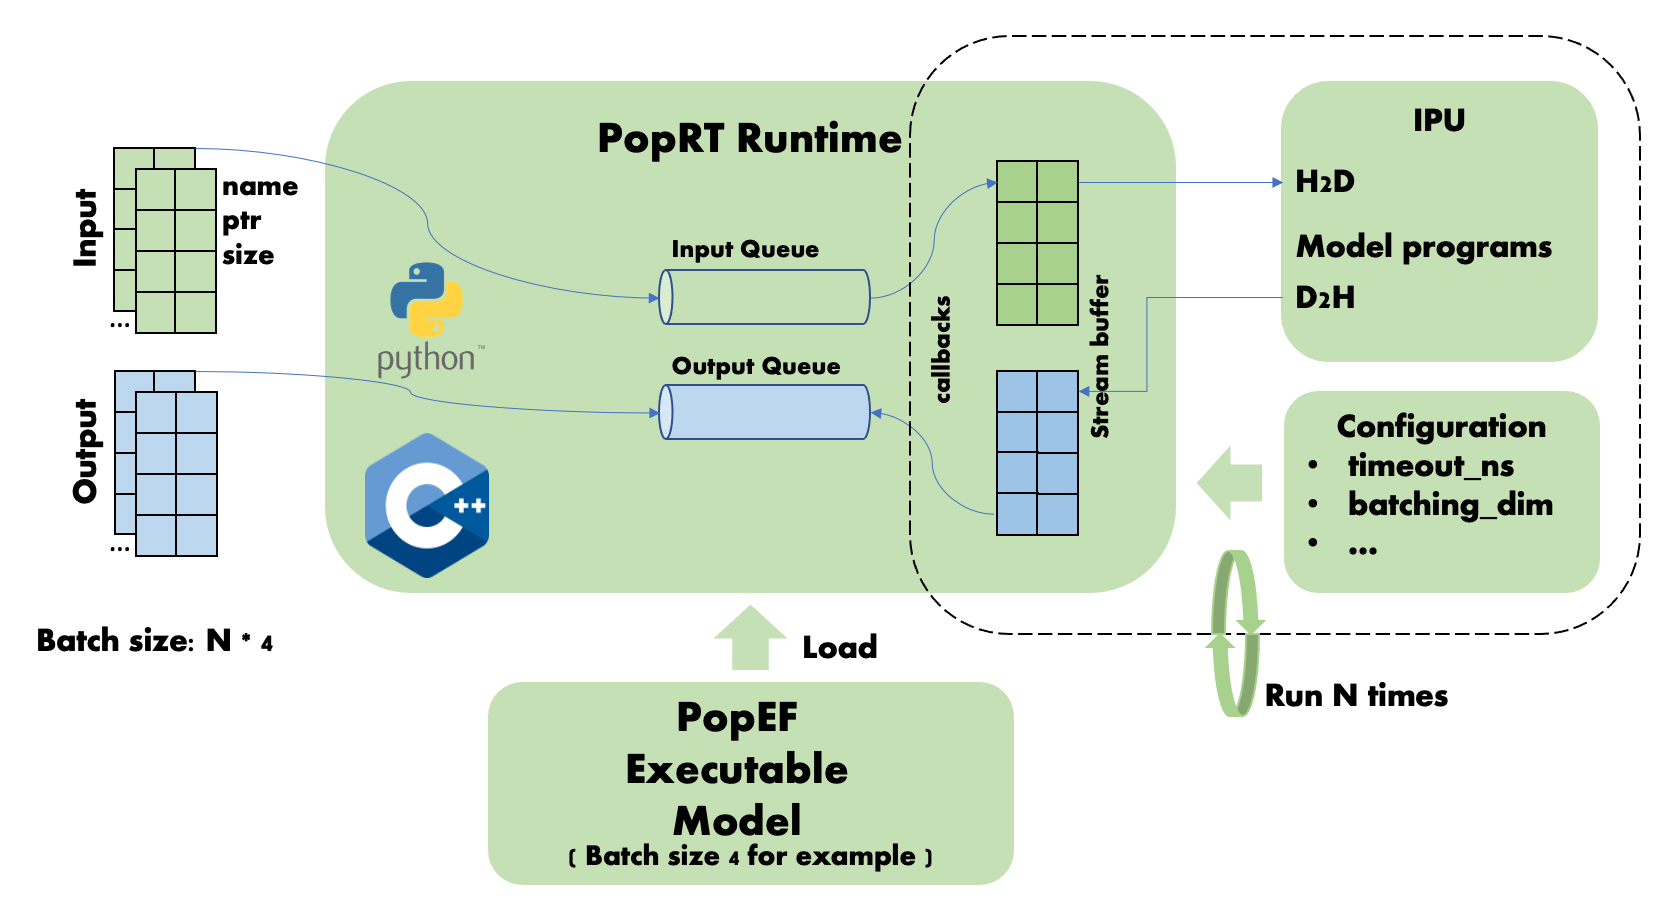 PopRT Runtime
IPU
H2D
Model programs
D2H
Input
name
ptr
size
...
Input Queue
python™
Output Queue
callbacks
Stream buffer
Output
...
C++
Configuration
• timeout_ns
• batching_dim
• ...
Batch size: N * 4
Load
Run N times
PopEF
Executable
Model
( Batch size 4 for example )